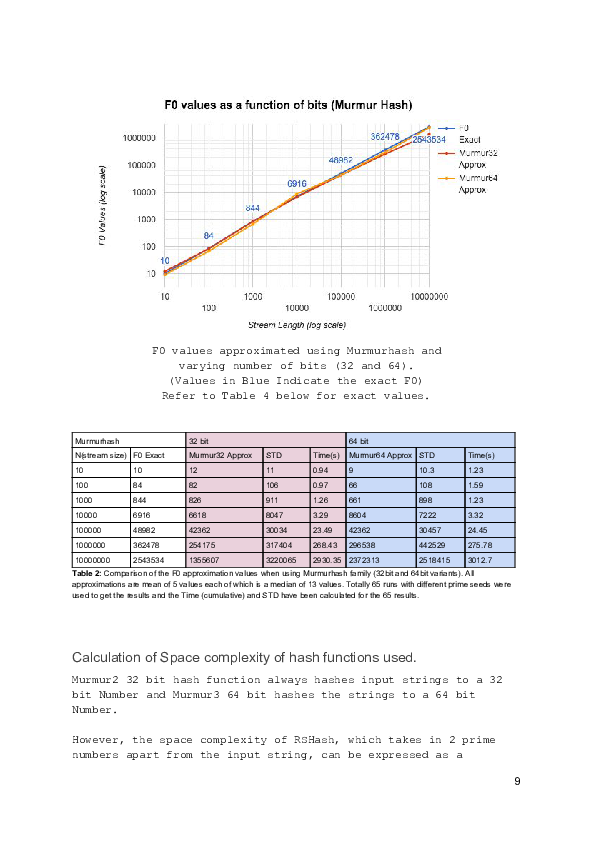 F0 values as a function of bits (Murmur Hash)
F0 Values (log scale)
1000000
100000
10000
1000
100
10
10
84
844
6916
48982
362478
2543534
F0
Exact
Murmur32
Approx
Murmur64
Approx
10 1000 100000 10000000
100 10000 1000000
Stream Length (log scale)
F0 values approximated using Murmurhash and
varying number of bits (32 and 64).
(Values in Blue Indicate the exact F0)
Refer to Table 4 below for exact values.
Murmurhash 32 bit 64 bit
N(stream size) F0 Exact Murmur32 Approx STD Time(s) Murmur64 Approx STD Time(s)
10 10 12 11 0.94 9 10.3 1.23
100 84 82 106 0.97 66 108 1.59
1000 844 826 911 1.26 661 898 1.23
10000 6916 6618 8047 3.29 8604 7222 3.32
100000 48982 42362 30034 23.49 42362 30457 24.45
1000000 362478 254175 317404 268.43 296538 442529 275.78
10000000 2543534 1355607 3220065 2930.35 2372313 2518415 3012.7
Table 2: Comparison of the F0 approximation values when using Murmurhash family (32bit and 64bit variants). All
approximations are mean of 5 values each of which is a median of 13 values. Totally 65 runs with different prime seeds were
used to get the results and the Time (cumulative) and STD have been calculated for the 65 results.
Calculation of Space complexity of hash functions used.
Murmur2 32 bit hash function always hashes input strings to a 32
bit Number and Murmur3 64 bit hashes the strings to a 64 bit
Number.
However, the space complexity of RSHash, which takes in 2 prime
numbers apart from the input string, can be expressed as a
9